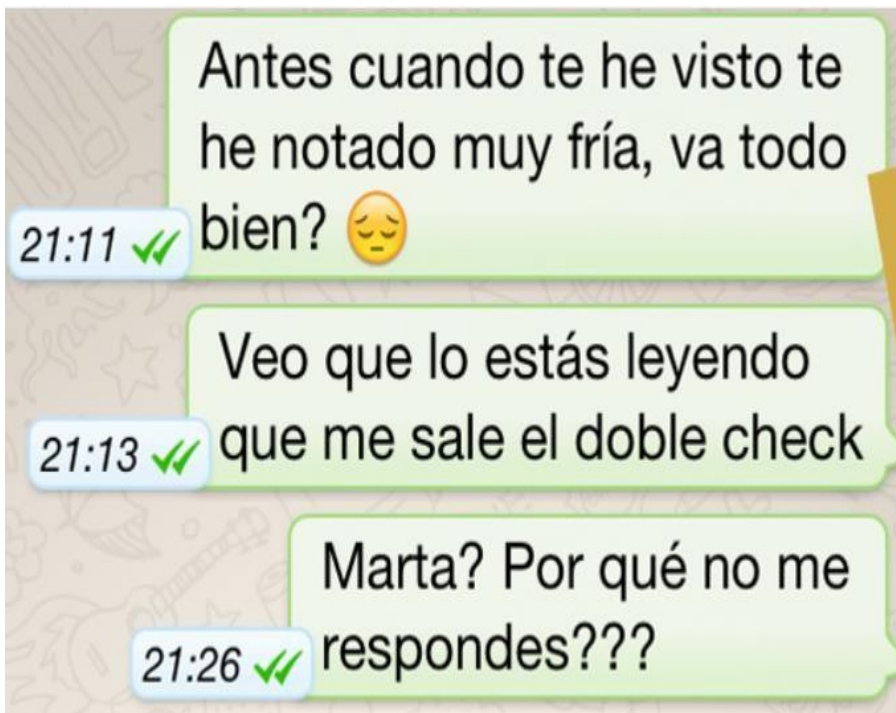 Antes cuando te he visto te
he notado muy fría, va todo
bien? 😔
21:11
Veo que lo estás leyendo
que me sale el doble check
21:13
Marta? Por qué no me
respondes???
21:26